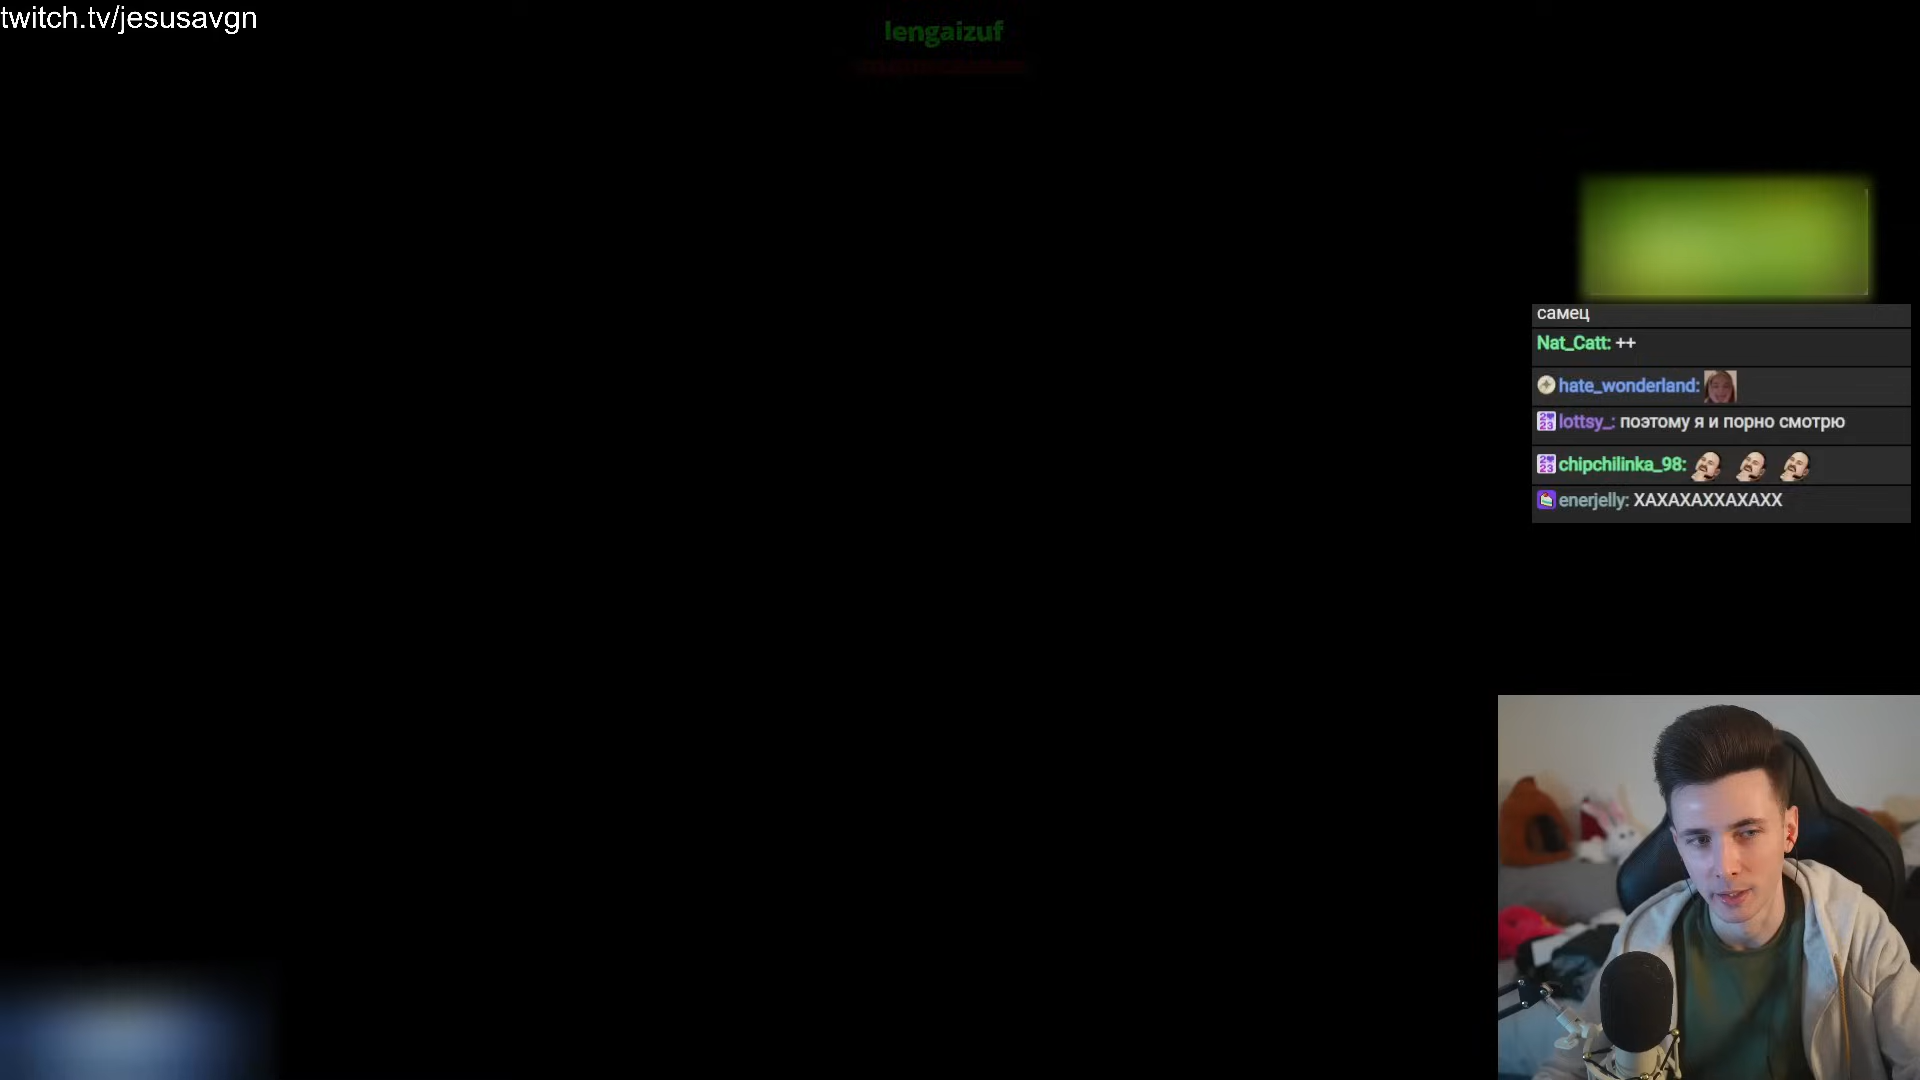 twitch.tv/jesusavgn
lengaizuf
самец
Nat_Catt: ++
hate_wonderland:
lottsy_: поэтому я и порно смотрю
chipchilinka_98:
enerjelly: ХАХАХАХХАХАХХ